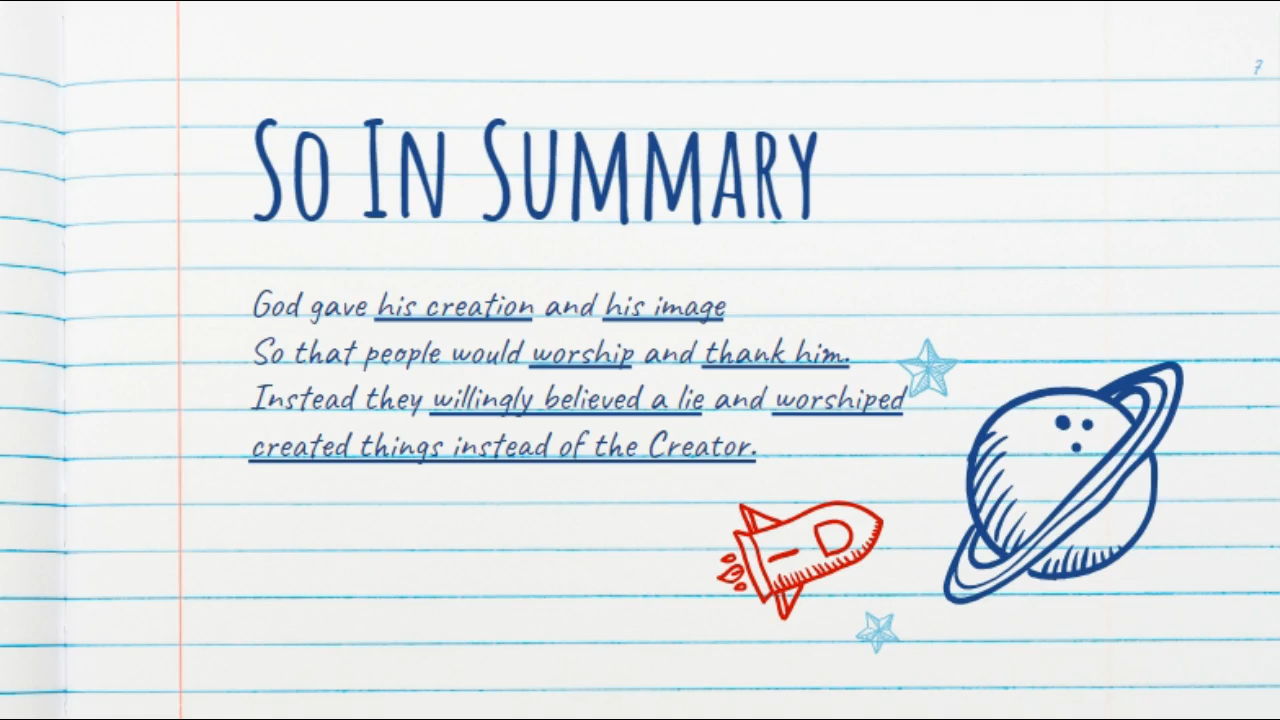 7
So In Summary
God gave his creation and his image
So that people would worship and thank him.
Instead they willingly believed a lie and worshiped
created things instead of the Creator.